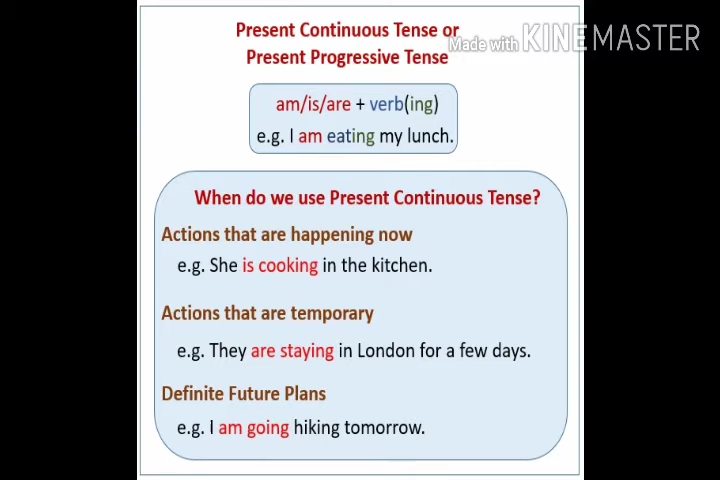 Present Continuous Tense or
Present Progressive Tense
Made with KINEMASTER
am/is/are + verb(ing)
e.g. I am eating my lunch.
When do we use Present Continuous Tense?
Actions that are happening now
e.g. She is cooking in the kitchen.
Actions that are temporary
e.g. They are staying in London for a few days.
Definite Future Plans
e.g. I am going hiking tomorrow.